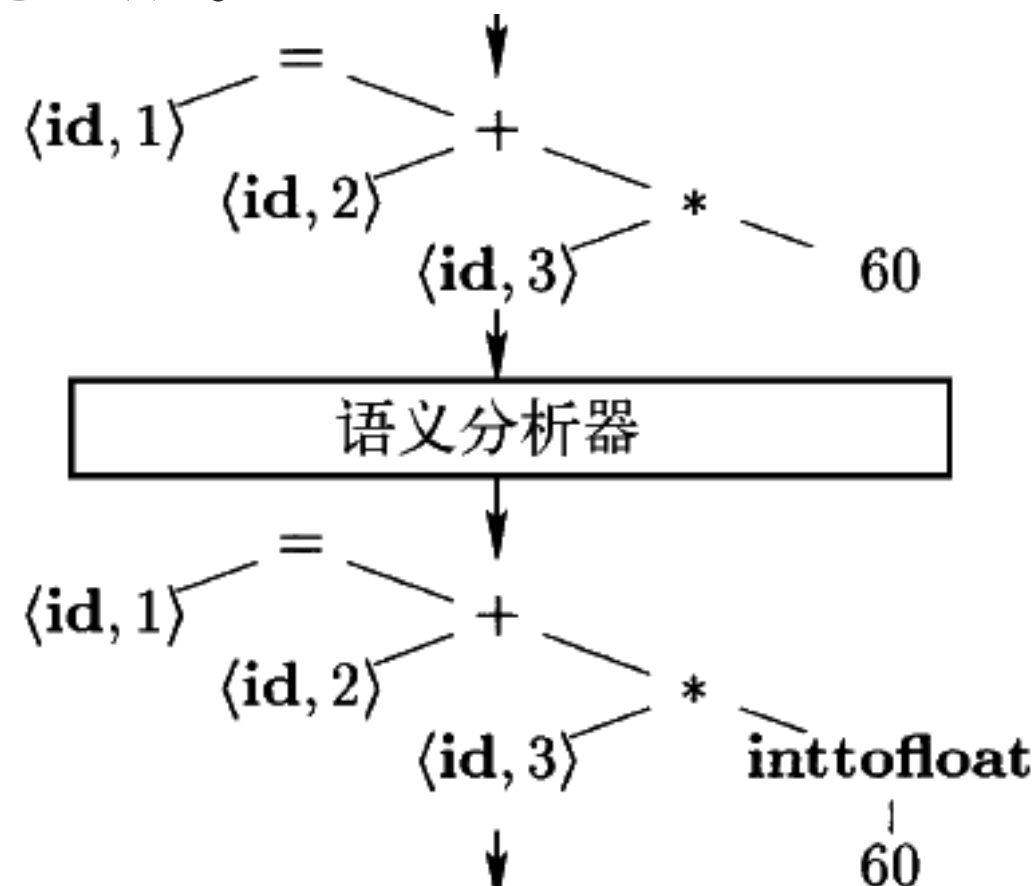 =
⟨id, 1⟩
+
⟨id, 2⟩
*
⟨id, 3⟩
60
语义分析器
=
⟨id, 1⟩
+
⟨id, 2⟩
*
⟨id, 3⟩
inttofloat
60